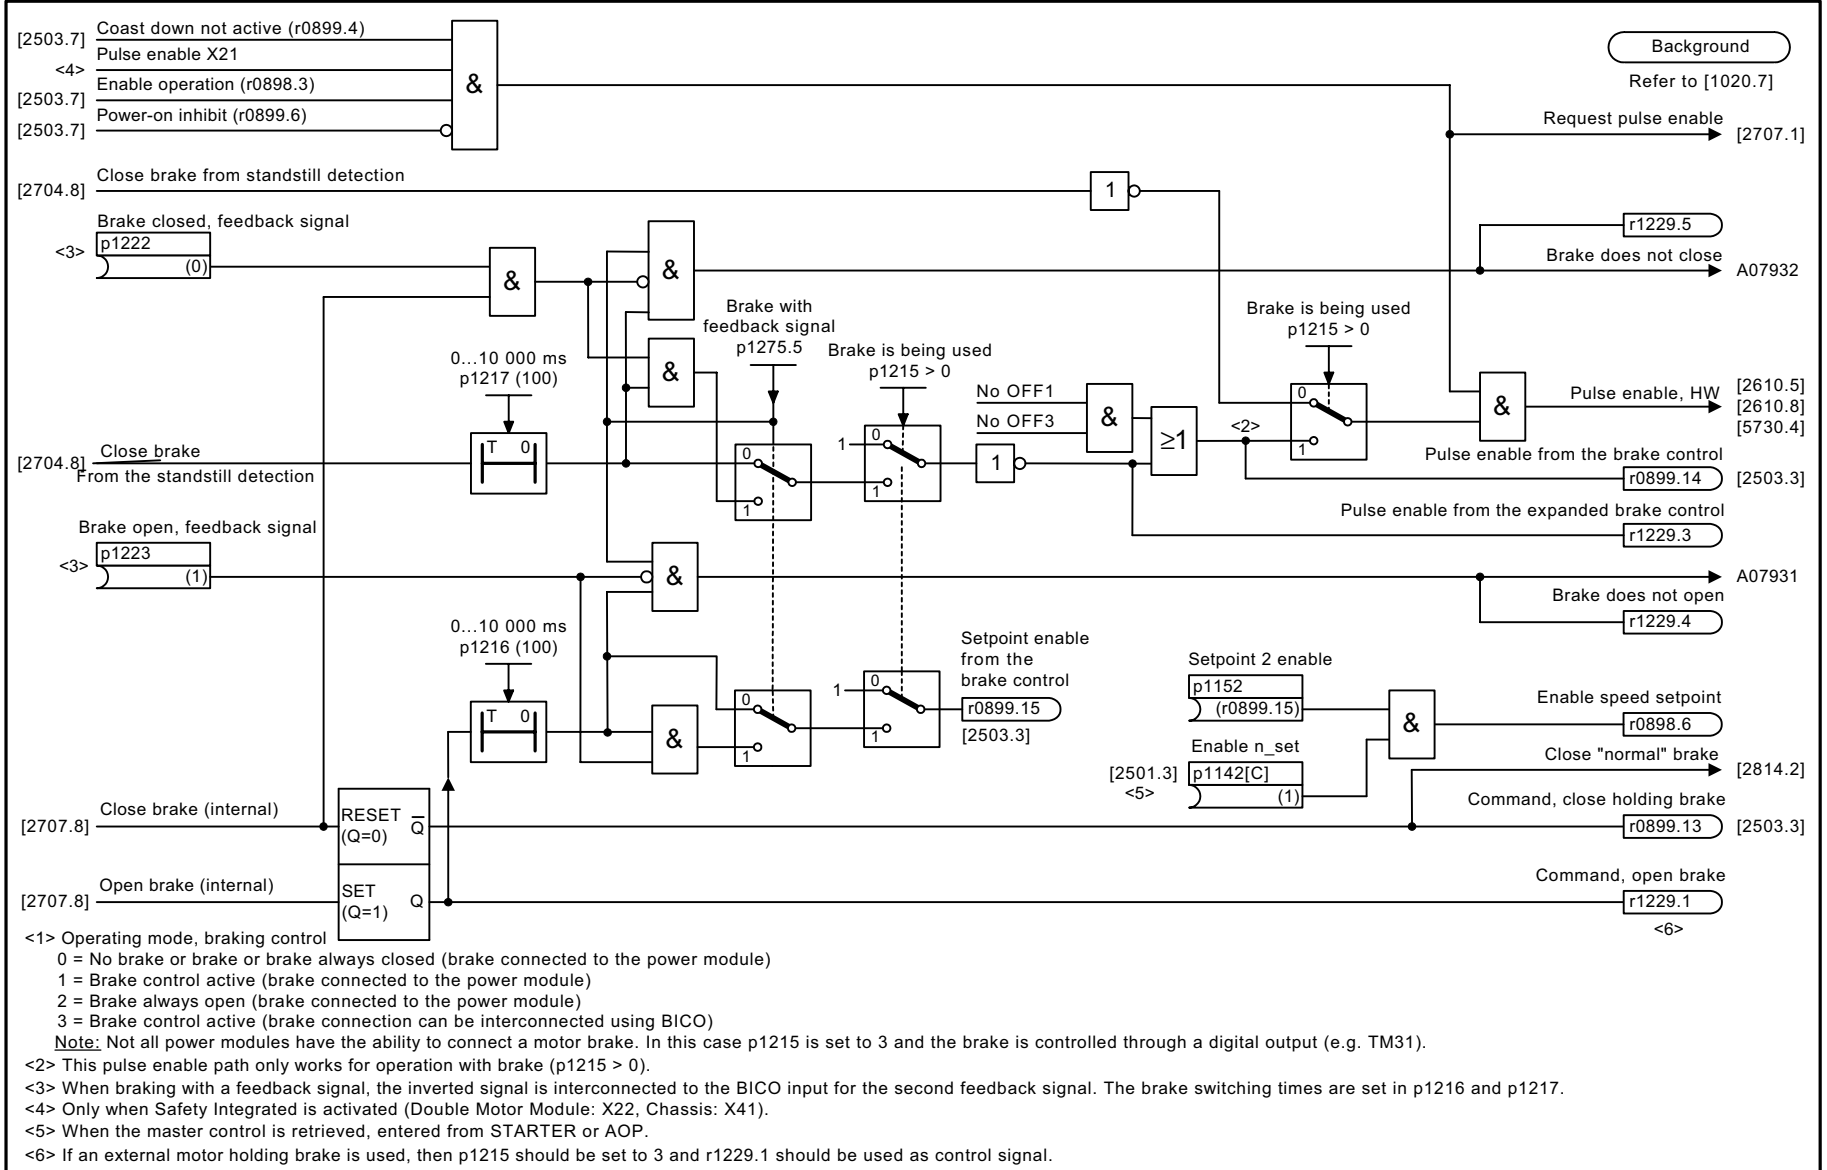 Coast down not active (r0899.4)
[2503.7]
Pulse enable X21
<4>
Enable operation (r0898.3)
[2503.7]
Power-on inhibit (r0899.6)
[2503.7]
&
Background
Refer to [1020.7]
Request pulse enable
[2707.1]
Close brake from standstill detection
[2704.8]
1
Brake closed, feedback signal
<3>
p1222
(0)
&
&
r1229.5
Brake does not close
A07932
Brake with
feedback signal
p1275.5
Brake is being used
p1215 > 0
Brake is being used
p1215 > 0
0...10 000 ms
p1217 (100)
&
No OFF1
No OFF3
&
≥1
<2>
0
1
&
Pulse enable, HW
[2610.5]
[2610.8]
[5730.4]
[2704.8]
Close brake
From the standstill detection
T 0
0
1
1
0
1
1
Pulse enable from the brake control
r0899.14
[2503.3]
Pulse enable from the expanded brake control
r1229.3
Brake open, feedback signal
<3>
p1223
(1)
&
A07931
Brake does not open
r1229.4
0...10 000 ms
p1216 (100)
T 0
&
0
1
1
0
1
Setpoint enable
from the
brake control
r0899.15
[2503.3]
Setpoint 2 enable
p1152
(r0899.15)
Enable n_set
[2501.3]
<5>
p1142[C]
(1)
&
Enable speed setpoint
r0898.6
Close "normal" brake
[2814.2]
Close brake (internal)
[2707.8]
RESET
(Q=0)
Q̅
Command, close holding brake
r0899.13
[2503.3]
Open brake (internal)
[2707.8]
SET
(Q=1)
Q
Command, open brake
r1229.1
<6>
<1> Operating mode, braking control
0 = No brake or brake or brake always closed (brake connected to the power module)
1 = Brake control active (brake connected to the power module)
2 = Brake always open (brake connected to the power module)
3 = Brake control active (brake connection can be interconnected using BICO)
Note: Not all power modules have the ability to connect a motor brake. In this case p1215 is set to 3 and the brake is controlled through a digital output (e.g. TM31).
<2> This pulse enable path only works for operation with brake (p1215 > 0).
<3> When braking with a feedback signal, the inverted signal is interconnected to the BICO input for the second feedback signal. The brake switching times are set in p1216 and p1217.
<4> Only when Safety Integrated is activated (Double Motor Module: X22, Chassis: X41).
<5> When the master control is retrieved, entered from STARTER or AOP.
<6> If an external motor holding brake is used, then p1215 should be set to 3 and r1229.1 should be used as control signal.